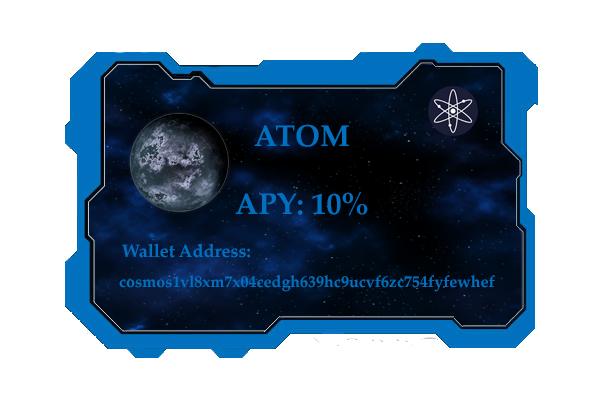 ATOM
APY: 10%
Wallet Address:
cosmos1vl8xm7x04cedgh639hc9ucvf6zc754fyfewhef